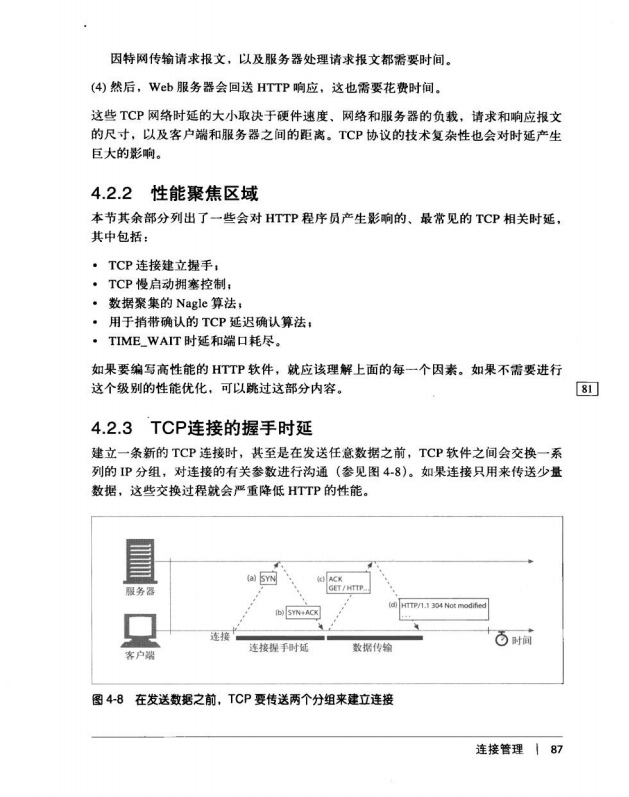 因特网传输请求报文，以及服务器处理请求报文都需要时间。
(4) 然后，Web 服务器会回送 HTTP 响应，这也需要花费时间。
这些 TCP 网络时延的大小取决于硬件速度、网络和服务器的负载，请求和响应报文
的尺寸，以及客户端和服务器之间的距离。TCP 协议的技术复杂性也会对时延产生
巨大的影响。
4.2.2 性能聚焦区域
本节其余部分列出了一些会对 HTTP 程序员产生影响的、最常见的 TCP 相关时延，
其中包括：
• TCP 连接建立握手；
• TCP 慢启动拥塞控制；
• 数据聚集的 Nagle 算法；
• 用于捎带确认的 TCP 延迟确认算法；
• TIME_WAIT 时延和端口耗尽。
如果要编写高性能的 HTTP 软件，就应该理解上面的每一个因素。如果不需要进行
这个级别的性能优化，可以跳过这部分内容。
81
4.2.3 TCP连接的握手时延
建立一条新的 TCP 连接时，甚至是在发送任意数据之前，TCP 软件之间会交换一系
列的 IP 分组，对连接的有关参数进行沟通（参见图 4-8）。如果连接只用来传送少量
数据，这些交换过程就会严重降低 HTTP 的性能。
服务器
(a) SYN
(c) ACK
GET / HTTP...
(b) SYN+ACK
(d) HTTP/1.1 304 Not modified
...
连接
连接握手时延
数据传输
时间
客户端
图 4-8 在发送数据之前，TCP 要传送两个分组来建立连接
连接管理 | 87